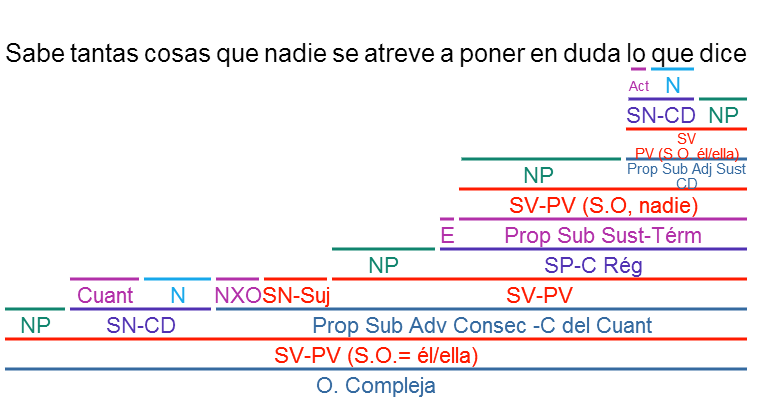 Sabe tantas cosas que nadie se atreve a poner en duda lo que dice
Act N
SN-CD NP
SV
PV (S.O. él/ella)
NP Prop Sub Adj Sust
CD
SV-PV (S.O, nadie)
E Prop Sub Sust-Térm
NP SP-C Rég
Cuant N NXO SN-Suj SV-PV
NP SN-CD Prop Sub Adv Consec -C del Cuant
SV-PV (S.O.= él/ella)
O. Compleja